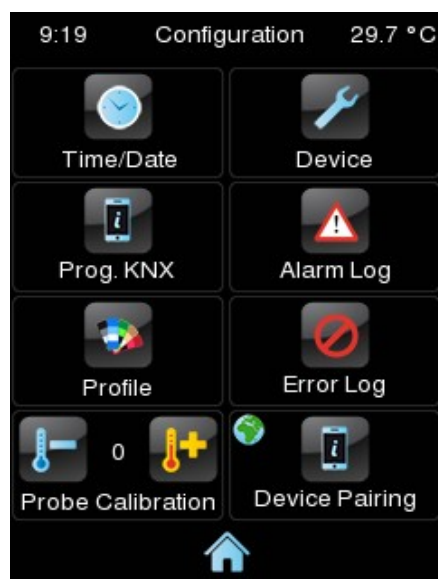 9:19 Configuration 29.7 °C
Time/Date Device
i
Prog. KNX Alarm Log
Profile Error Log
0 i
Probe Calibration Device Pairing